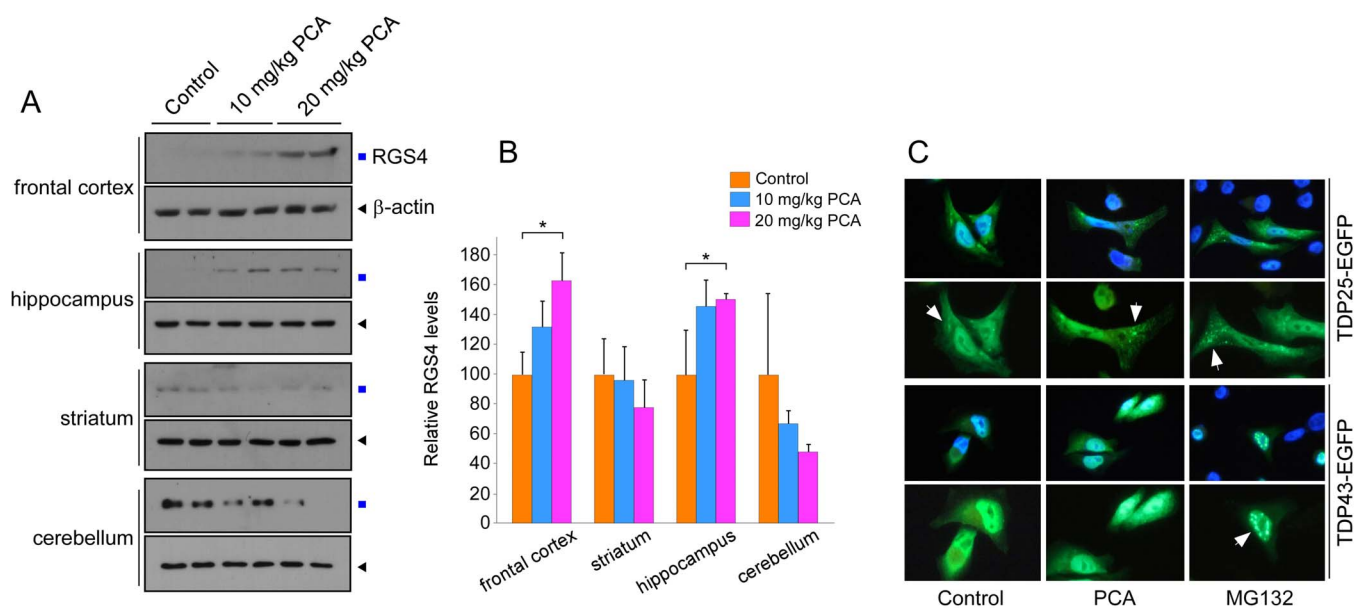 A
Control
10 mg/kg PCA
20 mg/kg PCA
frontal cortex
RGS4
β-actin
hippocampus
striatum
cerebellum
B
Control
10 mg/kg PCA
20 mg/kg PCA
Relative RGS4 levels
*
*
180
160
140
120
100
80
60
40
20
0
frontal cortex
striatum
hippocampus
cerebellum
C
TDP25-EGFP
TDP43-EGFP
Control
PCA
MG132